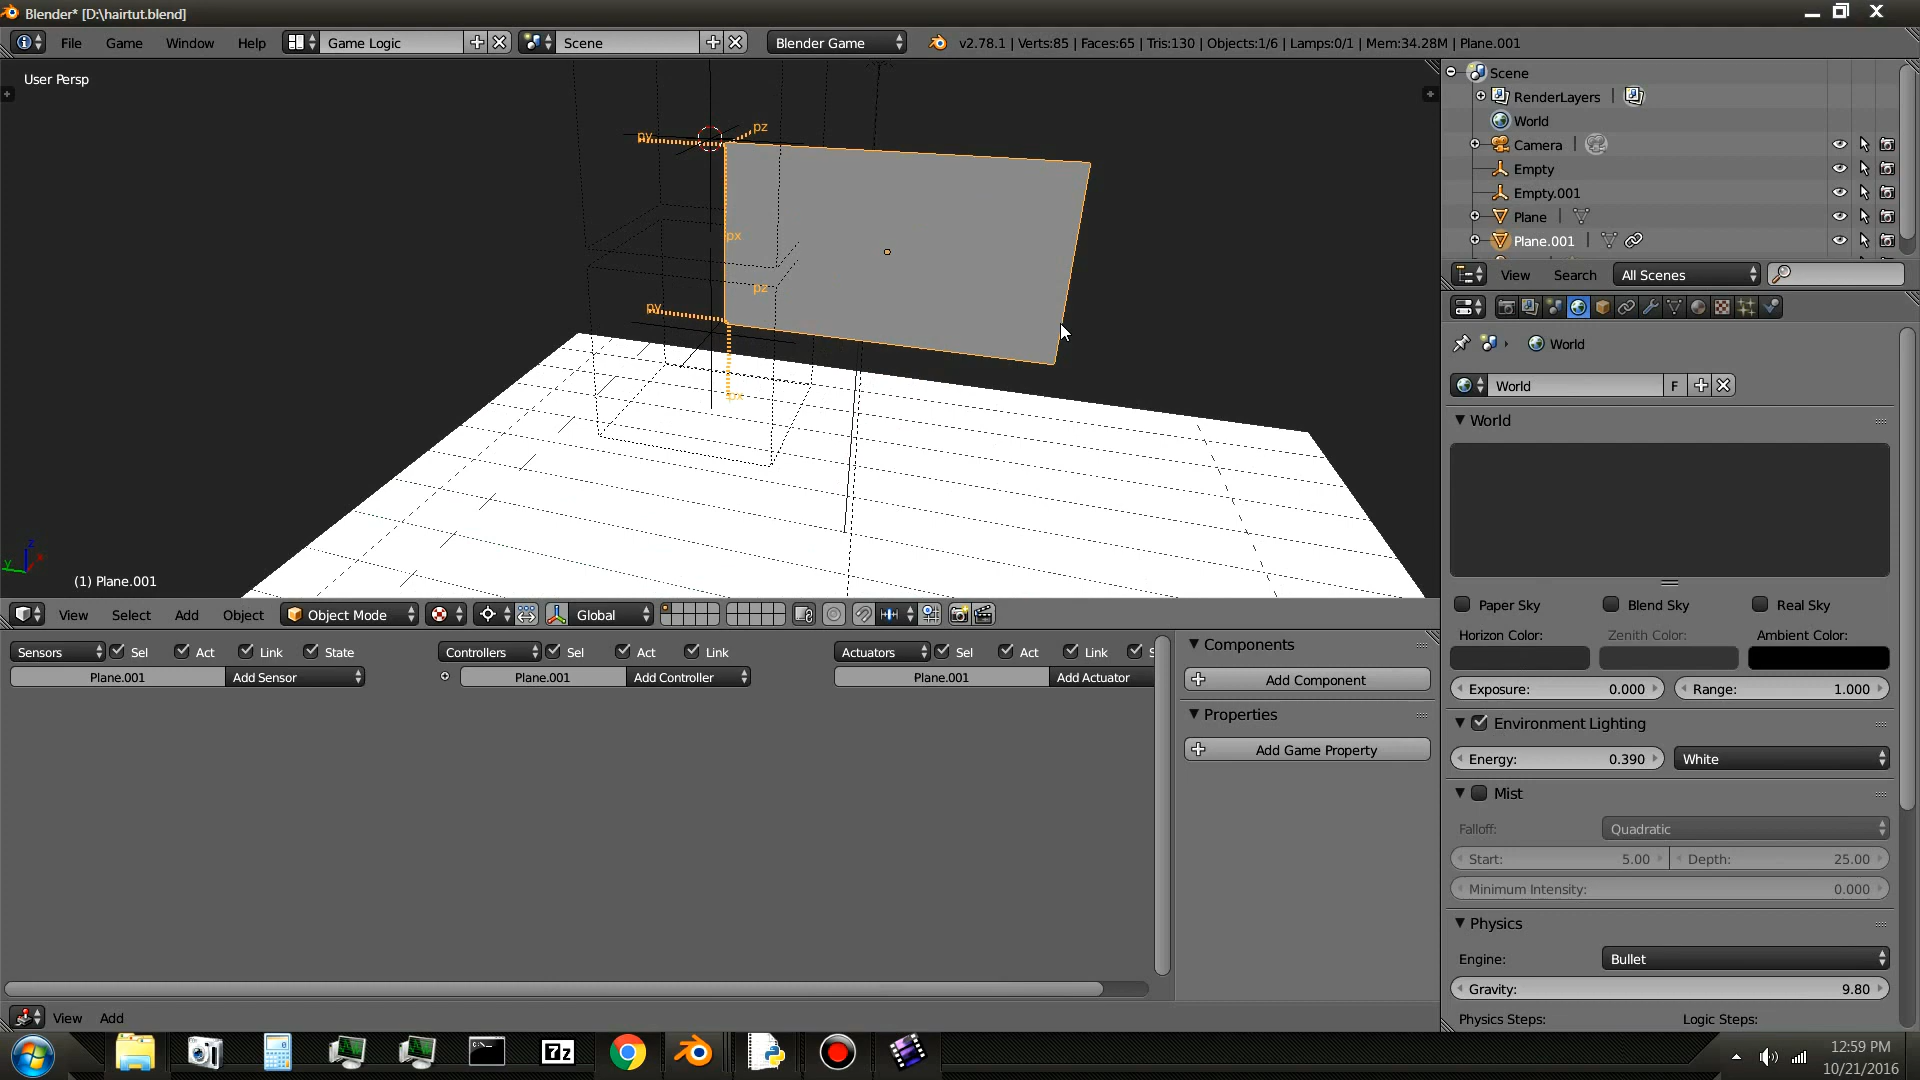 Blender* [D:\hairtut.blend]
File Game Window Help Game Logic Scene Blender Game v2.78.1 | Verts:85 | Faces:65 | Tris:130 | Objects:1/6 | Lamps:0/1 | Mem:34.28M | Plane.001
User Persp
py pz
px
pz
py
px
z
y
(1) Plane.001
View Select Add Object Object Mode Global
Sensors Sel Act Link State Controllers Sel Act Link Actuators Sel Act Link S
Plane.001 Add Sensor Plane.001 Add Controller Plane.001 Add Actuator
Components
Add Component
Properties
Add Game Property
View Add
Scene
RenderLayers
World
Camera
Empty
Empty.001
Plane
Plane.001
View Search All Scenes
World
World F
World
Paper Sky Blend Sky Real Sky
Horizon Color: Zenith Color: Ambient Color:
Exposure: 0.000 Range: 1.000
Environment Lighting
Energy: 0.390 White
Mist
Falloff: Quadratic
Start: 5.00 Depth: 25.00
Minimum Intensity: 0.000
Physics
Engine: Bullet
Gravity: 9.80
Physics Steps: Logic Steps:
7z
12:59 PM
10/21/2016